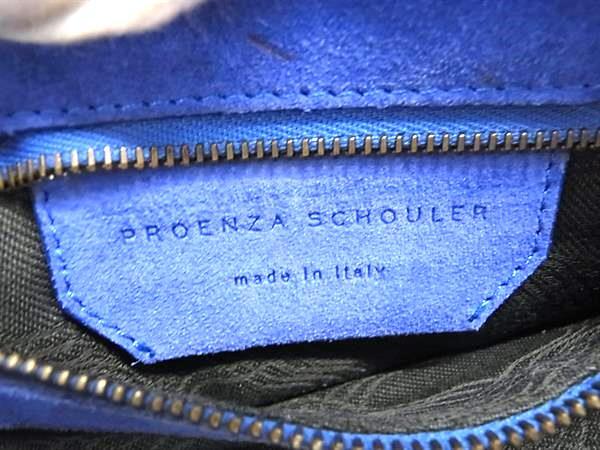 PROENZA SCHOULER
made in Italy